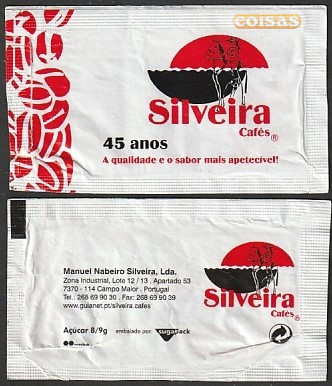 coisas
Silveira
Cafés ®
45 anos
A qualidade e o sabor mais apetecível!
Manuel Nabeiro Silveira, Lda.
Zona Industrial, Lote 12 / 13 . Apartado 53
7370 - 114 Campo Maior . Portugal
Tel.: 268 69 90 30 . Fax: 268 69 90 39
www.guianet.pt/silveira.cafes
Silveira
Cafés ®
Açúcar 8/9g embalado por: sugapack